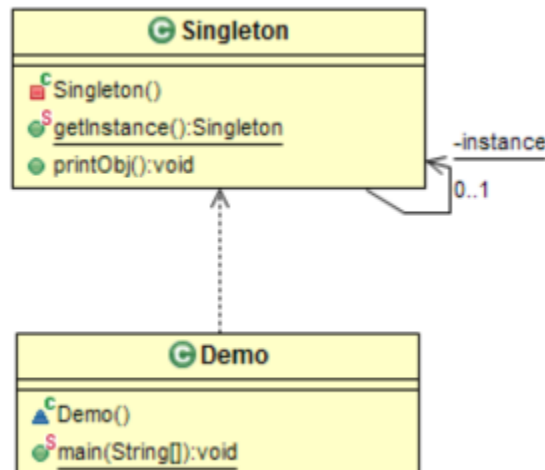 Singleton
Singleton()
getInstance():Singleton
printObj():void
-instance
0..1
Demo
Demo()
main(String[]):void